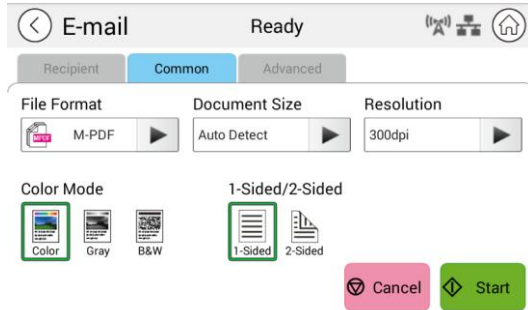 E-mail Ready
Recipient Common Advanced
File Format Document Size Resolution
MPDF M-PDF Auto Detect 300dpi
Color Mode 1-Sided/2-Sided
Color Gray B&W 1-Sided 2-Sided
Cancel Start